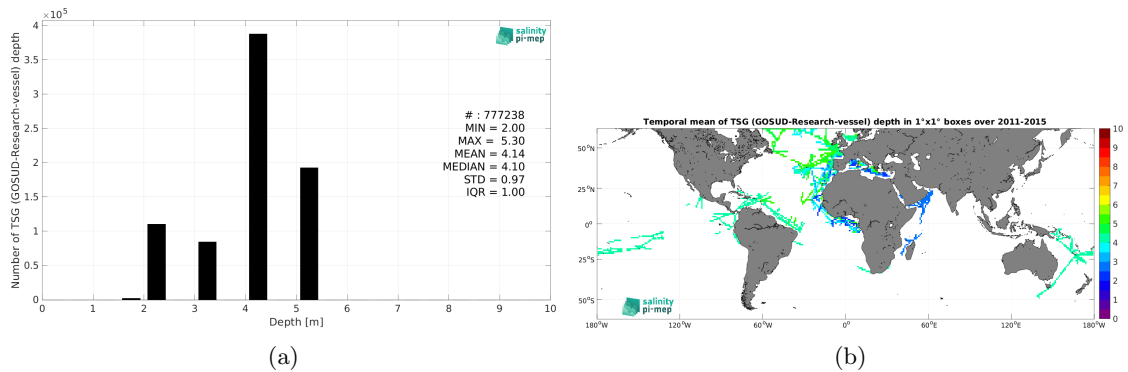 ×10⁵
4
3.5
3
2.5
2
1.5
1
0.5
0
Number of TSG (GOSUD-Research-vessel) depth
salinity
pi-mep
# : 777238
MIN = 2.00
MAX = 5.30
MEAN = 4.14
MEDIAN = 4.10
STD = 0.97
IQR = 1.00
0 1 2 3 4 5 6 7 8 9 10
Depth [m]
(a)
Temporal mean of TSG (GOSUD-Research-vessel) depth in 1°x1° boxes over 2011-2015
50°N
25°N
0°
25°S
50°S
salinity
pi-mep
180°W 120°W 60°W 0° 60°E 120°E 180°W
10
9
8
7
6
5
4
3
2
1
0
(b)